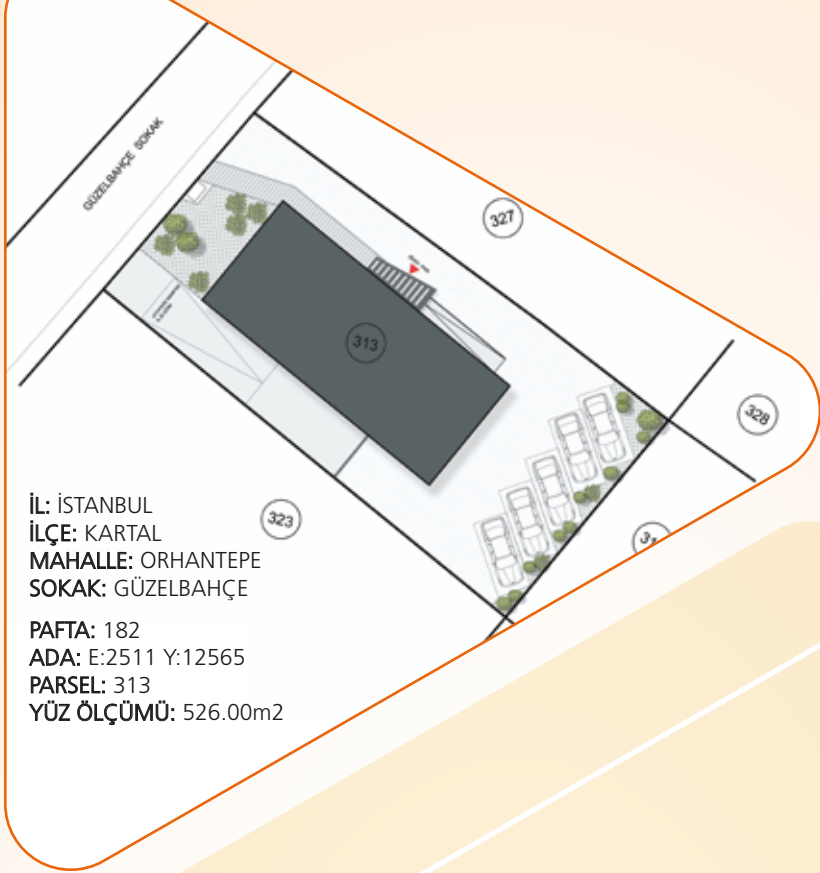 GÜZELBAHÇE SOKAK
327
313
328
323
İL: İSTANBUL
İLÇE: KARTAL
MAHALLE: ORHANTEPE
SOKAK: GÜZELBAHÇE
PAFTA: 182
ADA: E:2511 Y:12565
PARSEL: 313
YÜZ ÖLÇÜMÜ: 526.00m2